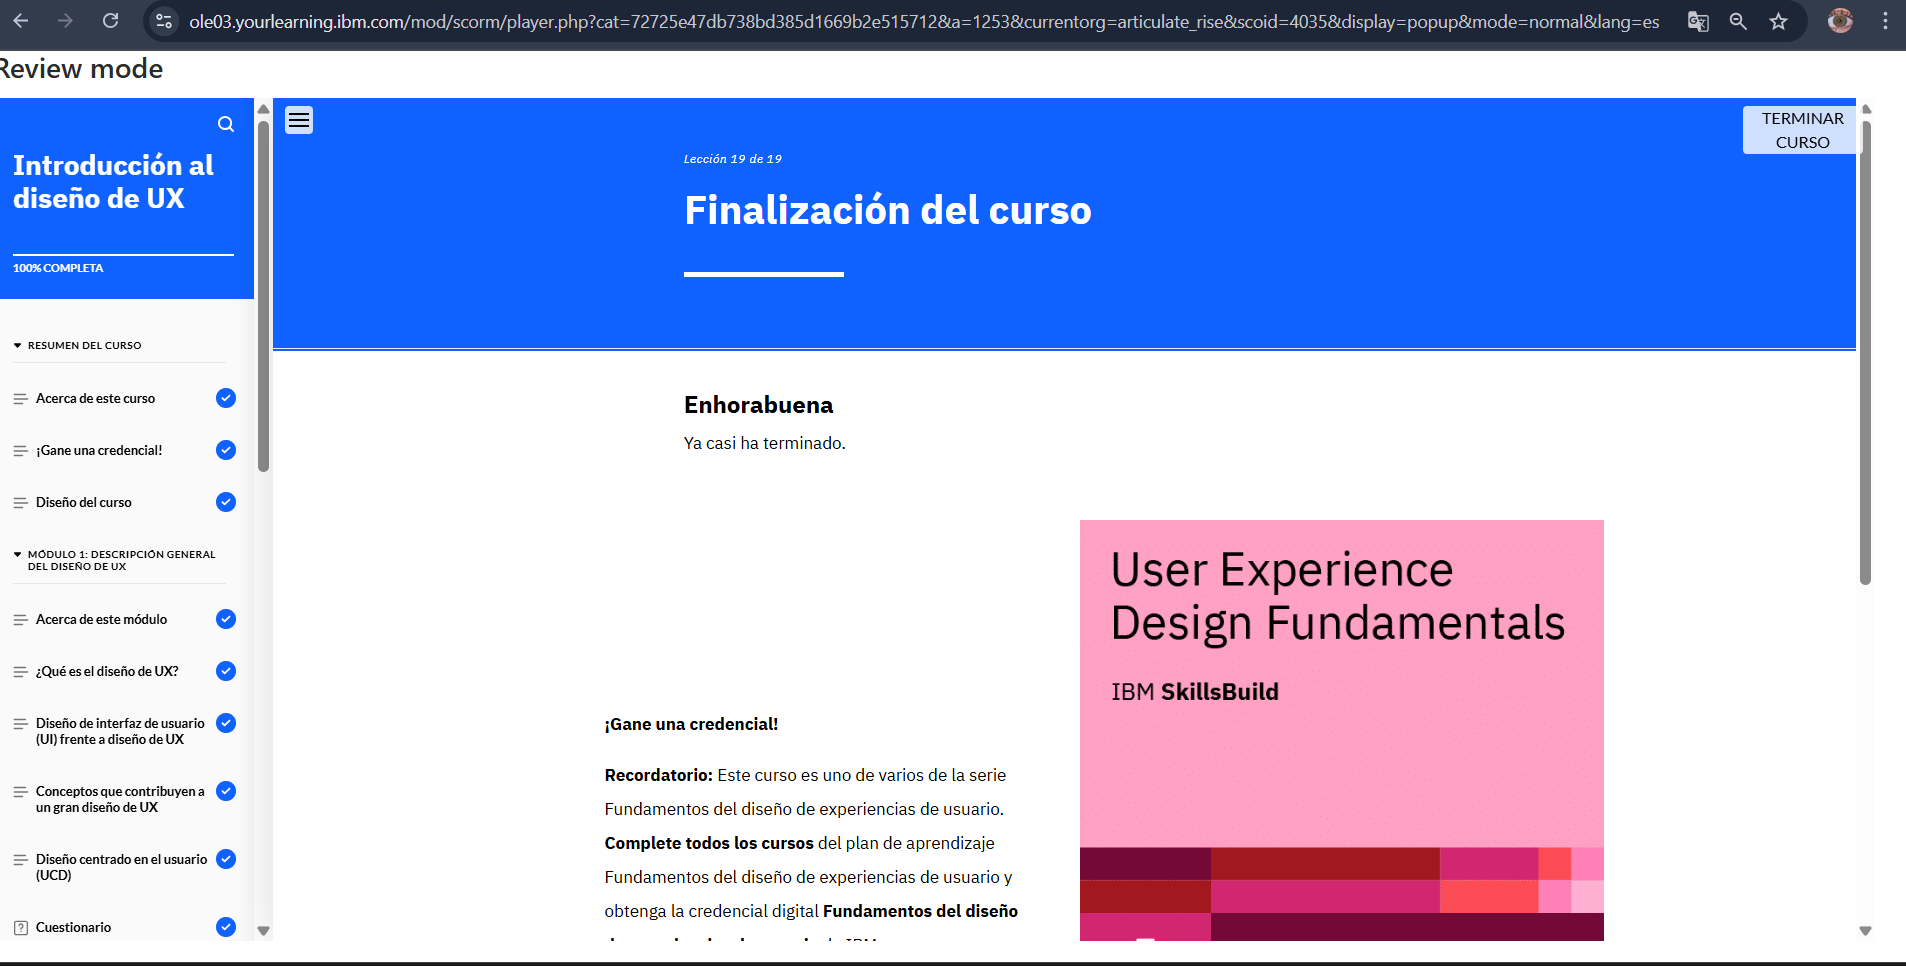 ole03.yourlearning.ibm.com/mod/scorm/player.php?cat=72725e47db738bd385d1669b2e515712&a=1253&currentorg=articulate_rise&scoid=4035&display=popup&mode=normal&lang=es
Review mode
Introducción al
diseño de UX
100% COMPLETA
RESUMEN DEL CURSO
Acerca de este curso
¡Gane una credencial!
Diseño del curso
MÓDULO 1: DESCRIPCIÓN GENERAL
DEL DISEÑO DE UX
Acerca de este módulo
¿Qué es el diseño de UX?
Diseño de interfaz de usuario
(UI) frente a diseño de UX
Conceptos que contribuyen a
un gran diseño de UX
Diseño centrado en el usuario
(UCD)
Cuestionario
TERMINAR
CURSO
Lección 19 de 19
Finalización del curso
Enhorabuena
Ya casi ha terminado.
¡Gane una credencial!
Recordatorio: Este curso es uno de varios de la serie
Fundamentos del diseño de experiencias de usuario.
Complete todos los cursos del plan de aprendizaje
Fundamentos del diseño de experiencias de usuario y
obtenga la credencial digital Fundamentos del diseño
User Experience
Design Fundamentals
IBM SkillsBuild